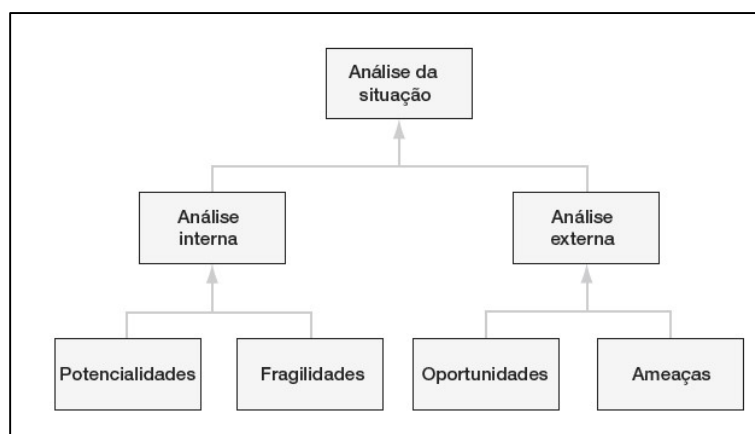 Análise da
situação
Análise
interna
Análise
externa
Potencialidades
Fragilidades
Oportunidades
Ameaças